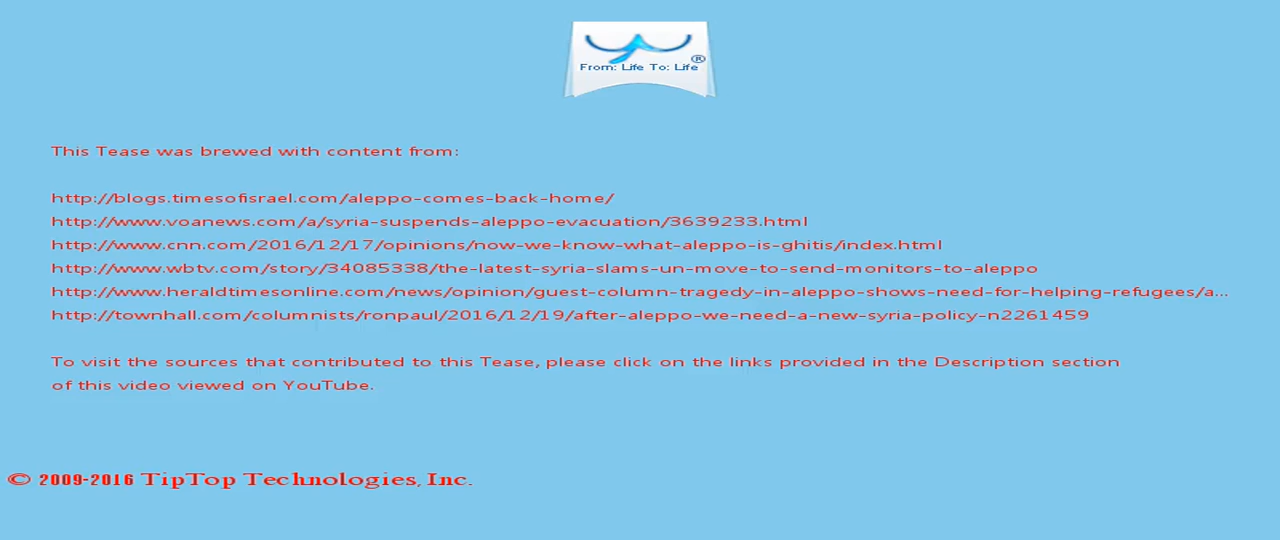 From: Life To: Life®
This Tease was brewed with content from:
http://blogs.timesofisrael.com/aleppo-comes-back-home/
http://www.voanews.com/a/syria-suspends-aleppo-evacuation/3639233.html
http://www.cnn.com/2016/12/17/opinions/now-we-know-what-aleppo-is-ghitis/index.html
http://www.wbtv.com/story/34085338/the-latest-syria-slams-un-move-to-send-monitors-to-aleppo
http://www.heraldtimesonline.com/news/opinion/guest-column-tragedy-in-aleppo-shows-need-for-helping-refugees/a...
http://townhall.com/columnists/ronpaul/2016/12/19/after-aleppo-we-need-a-new-syria-policy-n2261459
To visit the sources that contributed to this Tease, please click on the links provided in the Description section
of this video viewed on YouTube.
© 2009-2016 TipTop Technologies, Inc.